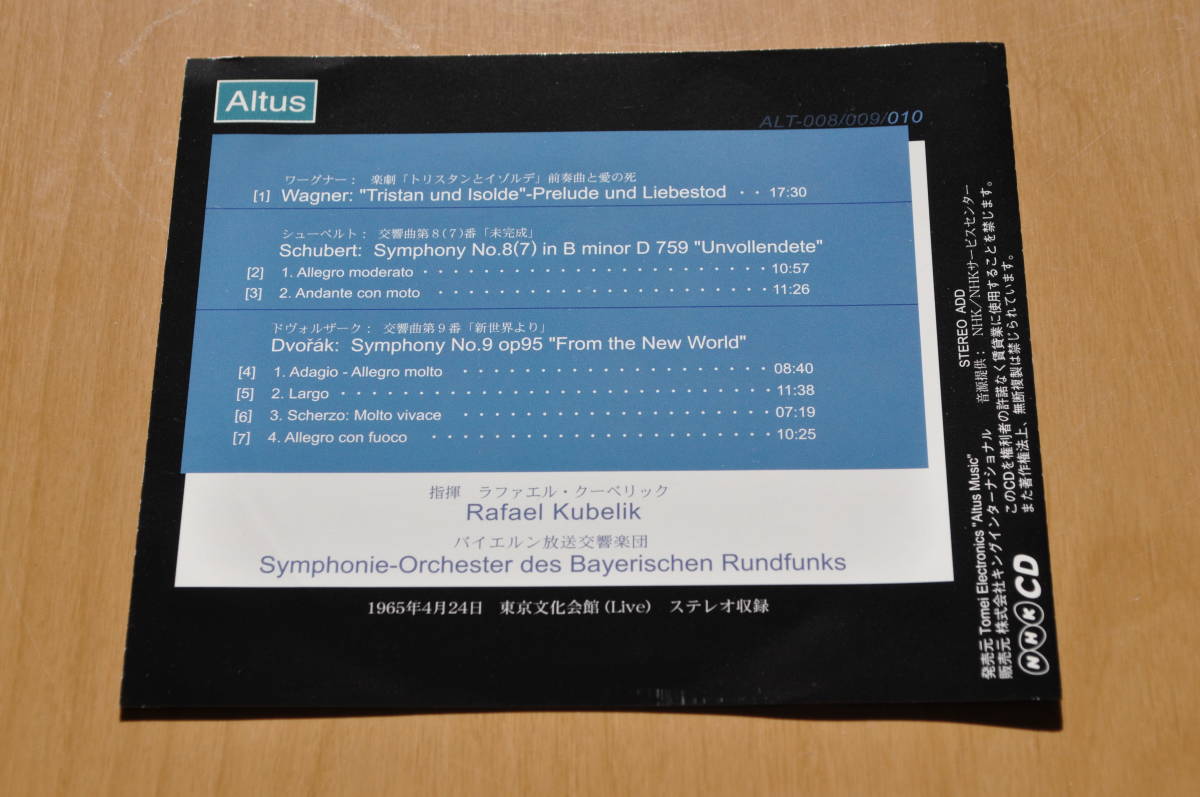 Altus
ALT-008/009/010
ワーグナー： 楽劇「トリスタンとイゾルデ」前奏曲と愛の死
[1] Wagner: "Tristan und Isolde"-Prelude und Liebestod ‥ 17:30
シューベルト： 交響曲第８(７)番「未完成」
Schubert: Symphony No.8(7) in B minor D 759 "Unvollendete"
[2] 1. Allegro moderato ・・・・・・・・・・・・・・・・・・・・・・・ 10:57
[3] 2. Andante con moto ・・・・・・・・・・・・・・・・・・・・・・ 11:26
ドヴォルザーク： 交響曲第９番「新世界より」
Dvořák: Symphony No.9 op95 "From the New World"
[4] 1. Adagio - Allegro molto ・・・・・・・・・・・・・・・・・・・・ 08:40
[5] 2. Largo ・・・・・・・・・・・・・・・・・・・・・・・・・・・・ 11:38
[6] 3. Scherzo: Molto vivace ・・・・・・・・・・・・・・・・・・・・ 07:19
[7] 4. Allegro con fuoco ・・・・・・・・・・・・・・・・・・・・・・ 10:25
指揮 ラファエル・クーベリック
Rafael Kubelik
バイエルン放送交響楽団
Symphonie-Orchester des Bayerischen Rundfunks
1965年4月24日 東京文化会館 (Live) ステレオ収録
STEREO ADD
発売元 Tomei Electronics "Altus Music" 音源提供： NHK／NHKサービスセンター
販売元 株式会社キングインターナショナル
このCDを権利者の許諾なく賃貸業に使用することを禁じます。
また著作権法上、無断複製は禁じられています。
NHK CD